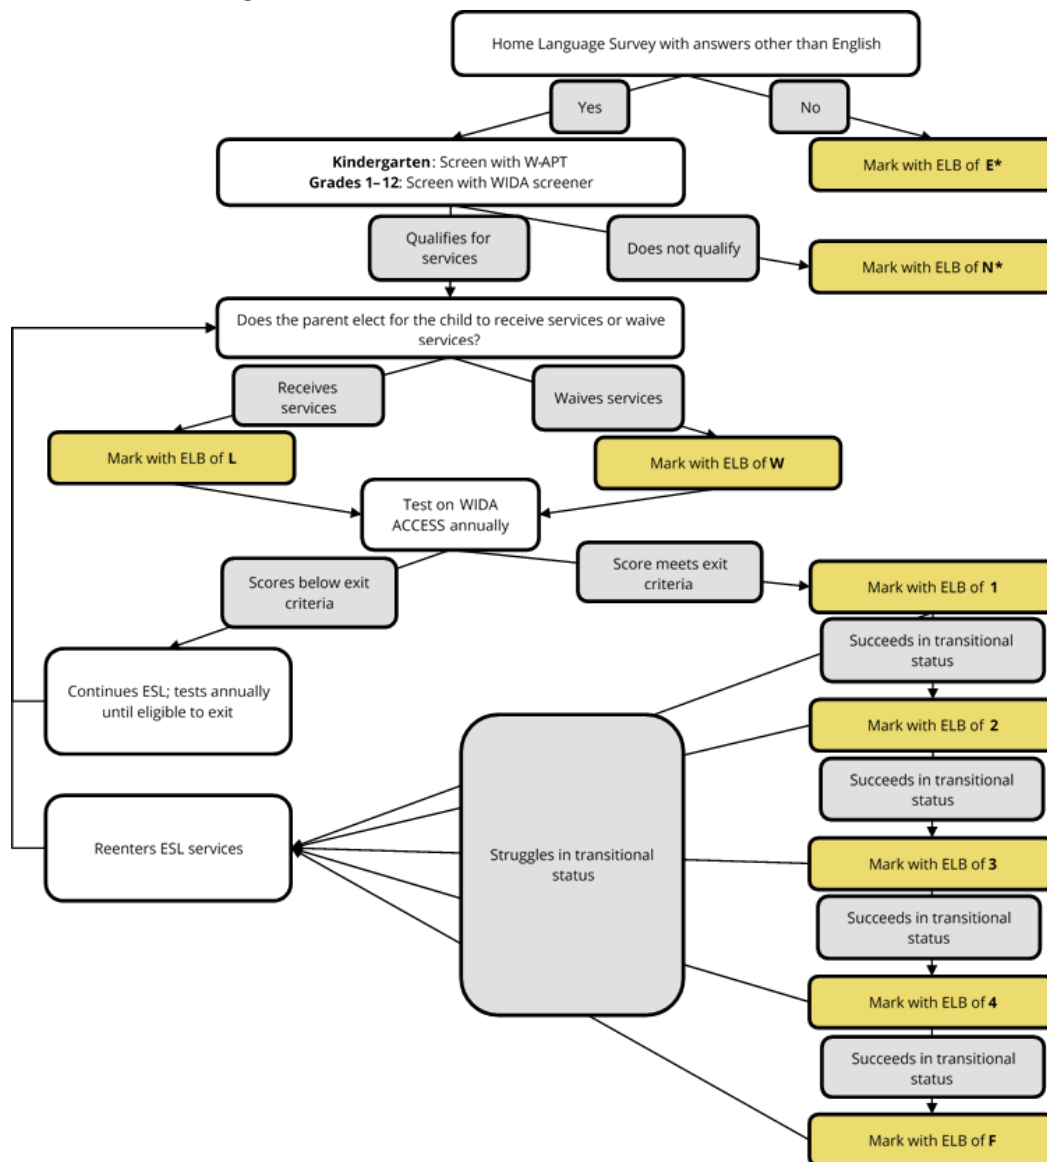 Home Language Survey with answers other than English
Yes
No
Kindergarten: Screen with W-APT
Grades 1–12: Screen with WIDA screener
Mark with ELB of E*
Qualifies for
services
Does not qualify
Mark with ELB of N*
Does the parent elect for the child to receive services or waive
services?
Receives
services
Waives services
Mark with ELB of L
Mark with ELB of W
Test on WIDA
ACCESS annually
Scores below exit
criteria
Score meets exit
criteria
Mark with ELB of 1
Succeeds in transitional
status
Continues ESL; tests annually
until eligible to exit
Mark with ELB of 2
Succeeds in transitional
status
Reenters ESL services
Struggles in transitional
status
Mark with ELB of 3
Succeeds in transitional
status
Mark with ELB of 4
Succeeds in transitional
status
Mark with ELB of F